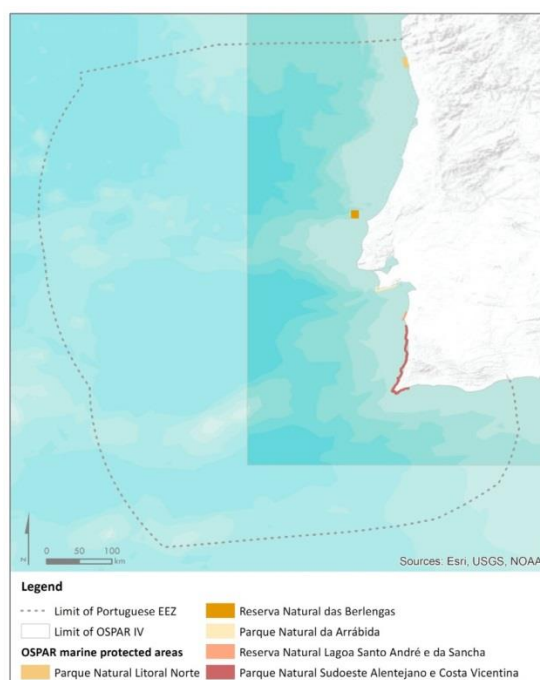 N
0 50 100
km
Sources: Esri, USGS, NOAA
Legend
Limit of Portuguese EEZ
Limit of OSPAR IV
OSPAR marine protected areas
Parque Natural Litoral Norte
Reserva Natural das Berlengas
Parque Natural da Arrábida
Reserva Natural Lagoa Santo André e da Sancha
Parque Natural Sudoeste Alentejano e Costa Vicentina